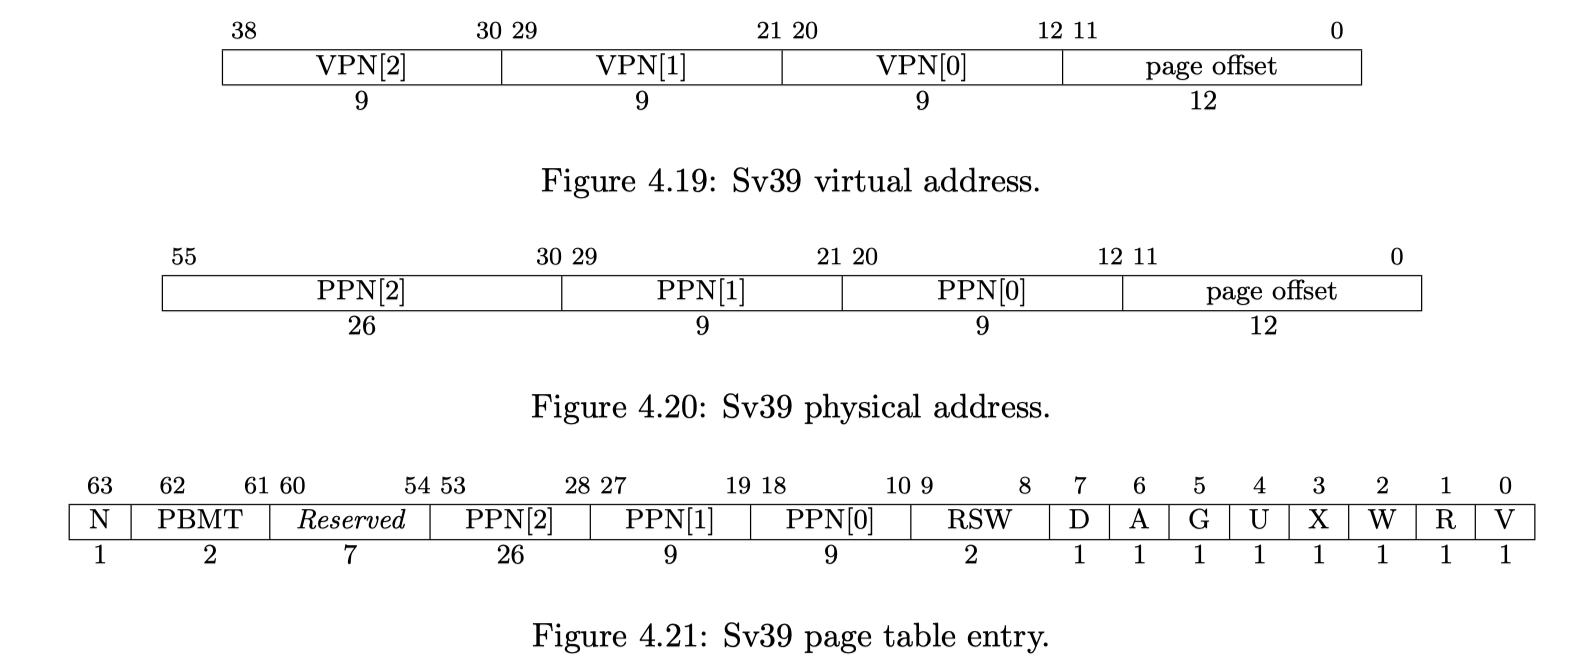 38 30 29 21 20 12 11 0
VPN[2] VPN[1] VPN[0] page offset
9 9 9 12
Figure 4.19: Sv39 virtual address.
55 30 29 21 20 12 11 0
PPN[2] PPN[1] PPN[0] page offset
26 9 9 12
Figure 4.20: Sv39 physical address.
63 62 61 60 54 53 28 27 19 18 10 9 8 7 6 5 4 3 2 1 0
N PBMT Reserved PPN[2] PPN[1] PPN[0] RSW D A G U X W R V
1 2 7 26 9 9 2 1 1 1 1 1 1 1 1
Figure 4.21: Sv39 page table entry.